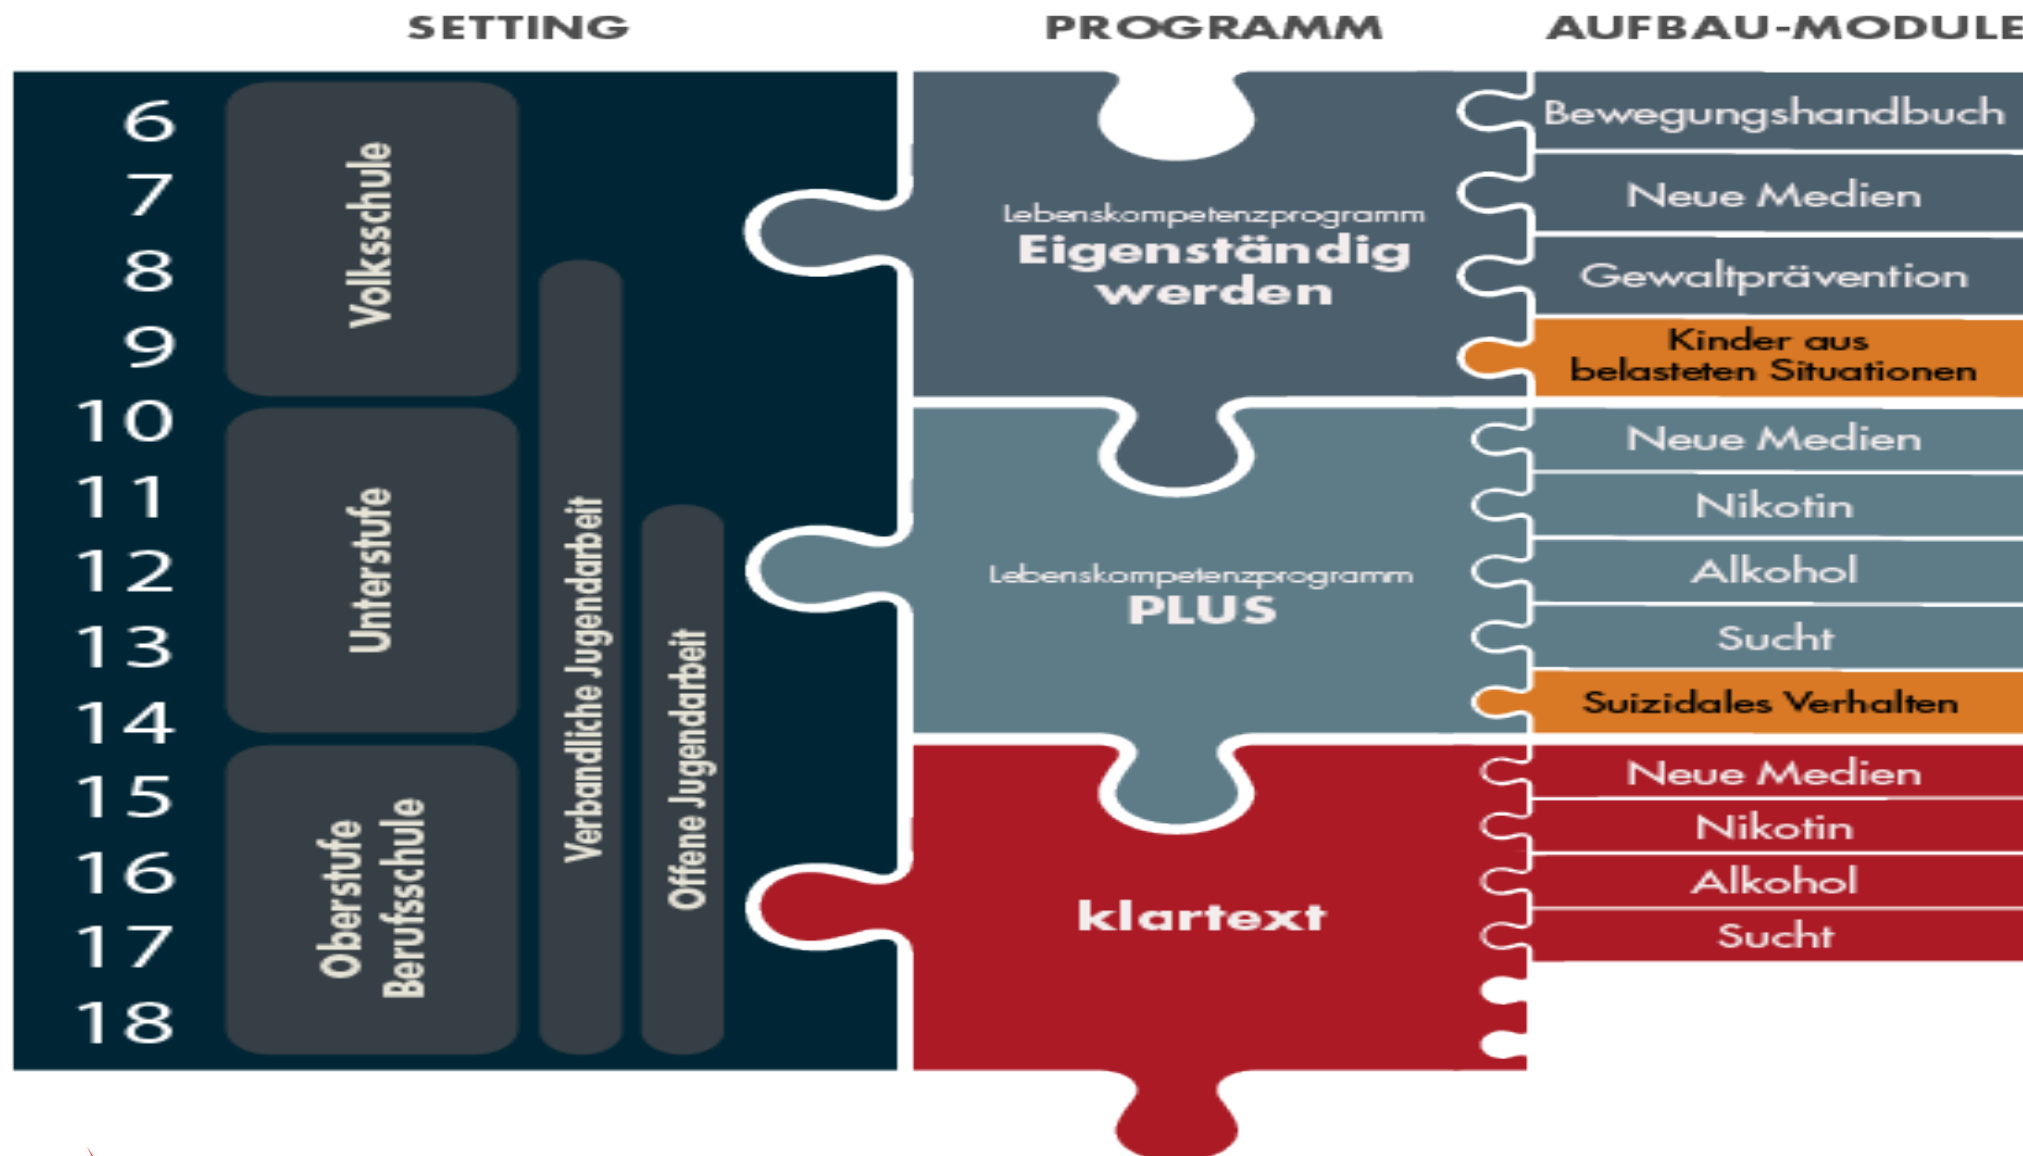 SETTING
PROGRAMM
AUFBAU-MODULE
6
7
8
9
10
11
12
13
14
15
16
17
18
Volksschule
Unterstufe
Oberstufe
Berufsschule
Verbandliche Jugendarbeit
Offene Jugendarbeit
Lebenskompetenzprogramm
Eigenständig
werden
Lebenskompetenzprogramm
PLUS
klartext
Bewegungshandbuch
Neue Medien
Gewaltprävention
Kinder aus
belasteten Situationen
Neue Medien
Nikotin
Alkohol
Sucht
Suizidales Verhalten
Neue Medien
Nikotin
Alkohol
Sucht